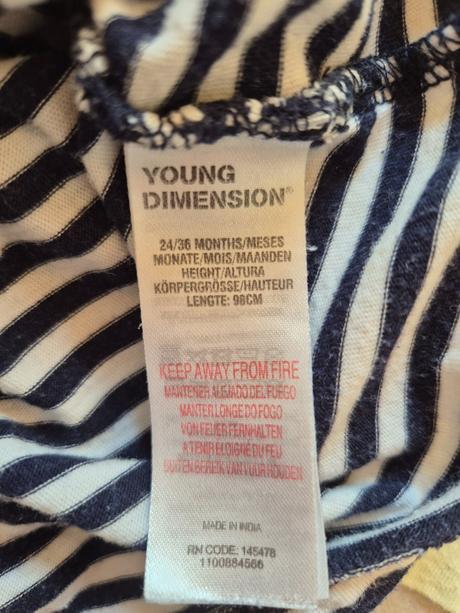 YOUNG
DIMENSION®
24/36 MONTHS/MESES
MONATE/MOIS/MAANDEN
HEIGHT/ALTURA
KÖRPERGRÖSSE/HAUTEUR
LENGTE: 98CM
KEEP AWAY FROM FIRE
MANTENER ALEJADO DEL FUEGO
MANTER LONGE DO FOGO
VON FEUER FERNHALTEN
A TENIR ELOIGNE DU FEU
BUITEN BEREIK VAN VUUR HOUDEN
MADE IN INDIA
RN CODE: 145478
1100884566